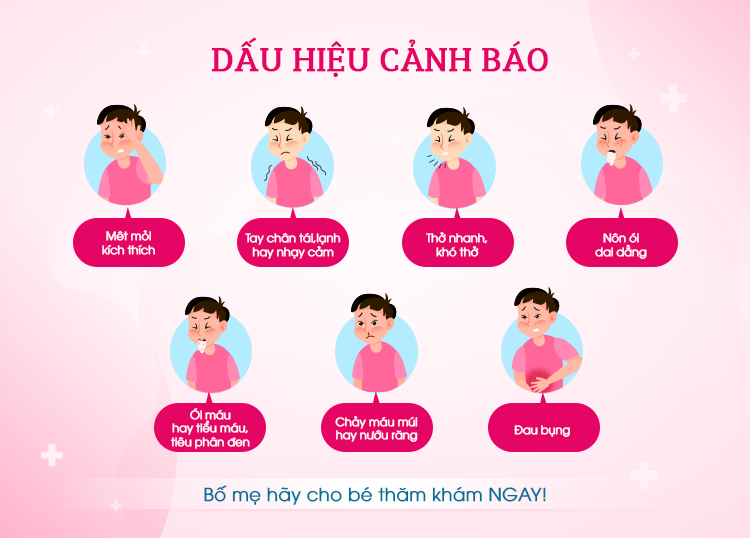 DẤU HIỆU CẢNH BÁO
Mệt mỏi
kích thích
Tay chân tái,lạnh
hay nhạy cảm
Thở nhanh,
khó thở
Nôn ói
dai dẳng
Ói máu
hay tiểu máu,
tiêu phân đen
Chảy máu mũi
hay nướu răng
Đau bụng
Bố mẹ hãy cho bé thăm khám NGAY!